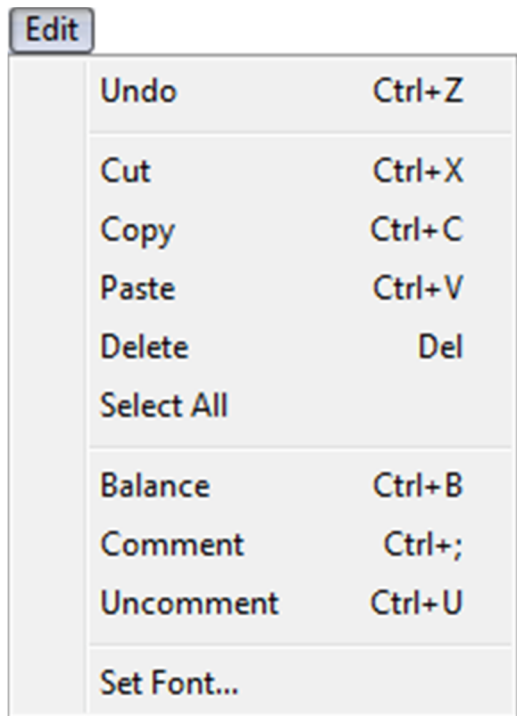 Edit
Undo Ctrl+Z
Cut Ctrl+X
Copy Ctrl+C
Paste Ctrl+V
Delete Del
Select All
Balance Ctrl+B
Comment Ctrl+;
Uncomment Ctrl+U
Set Font...